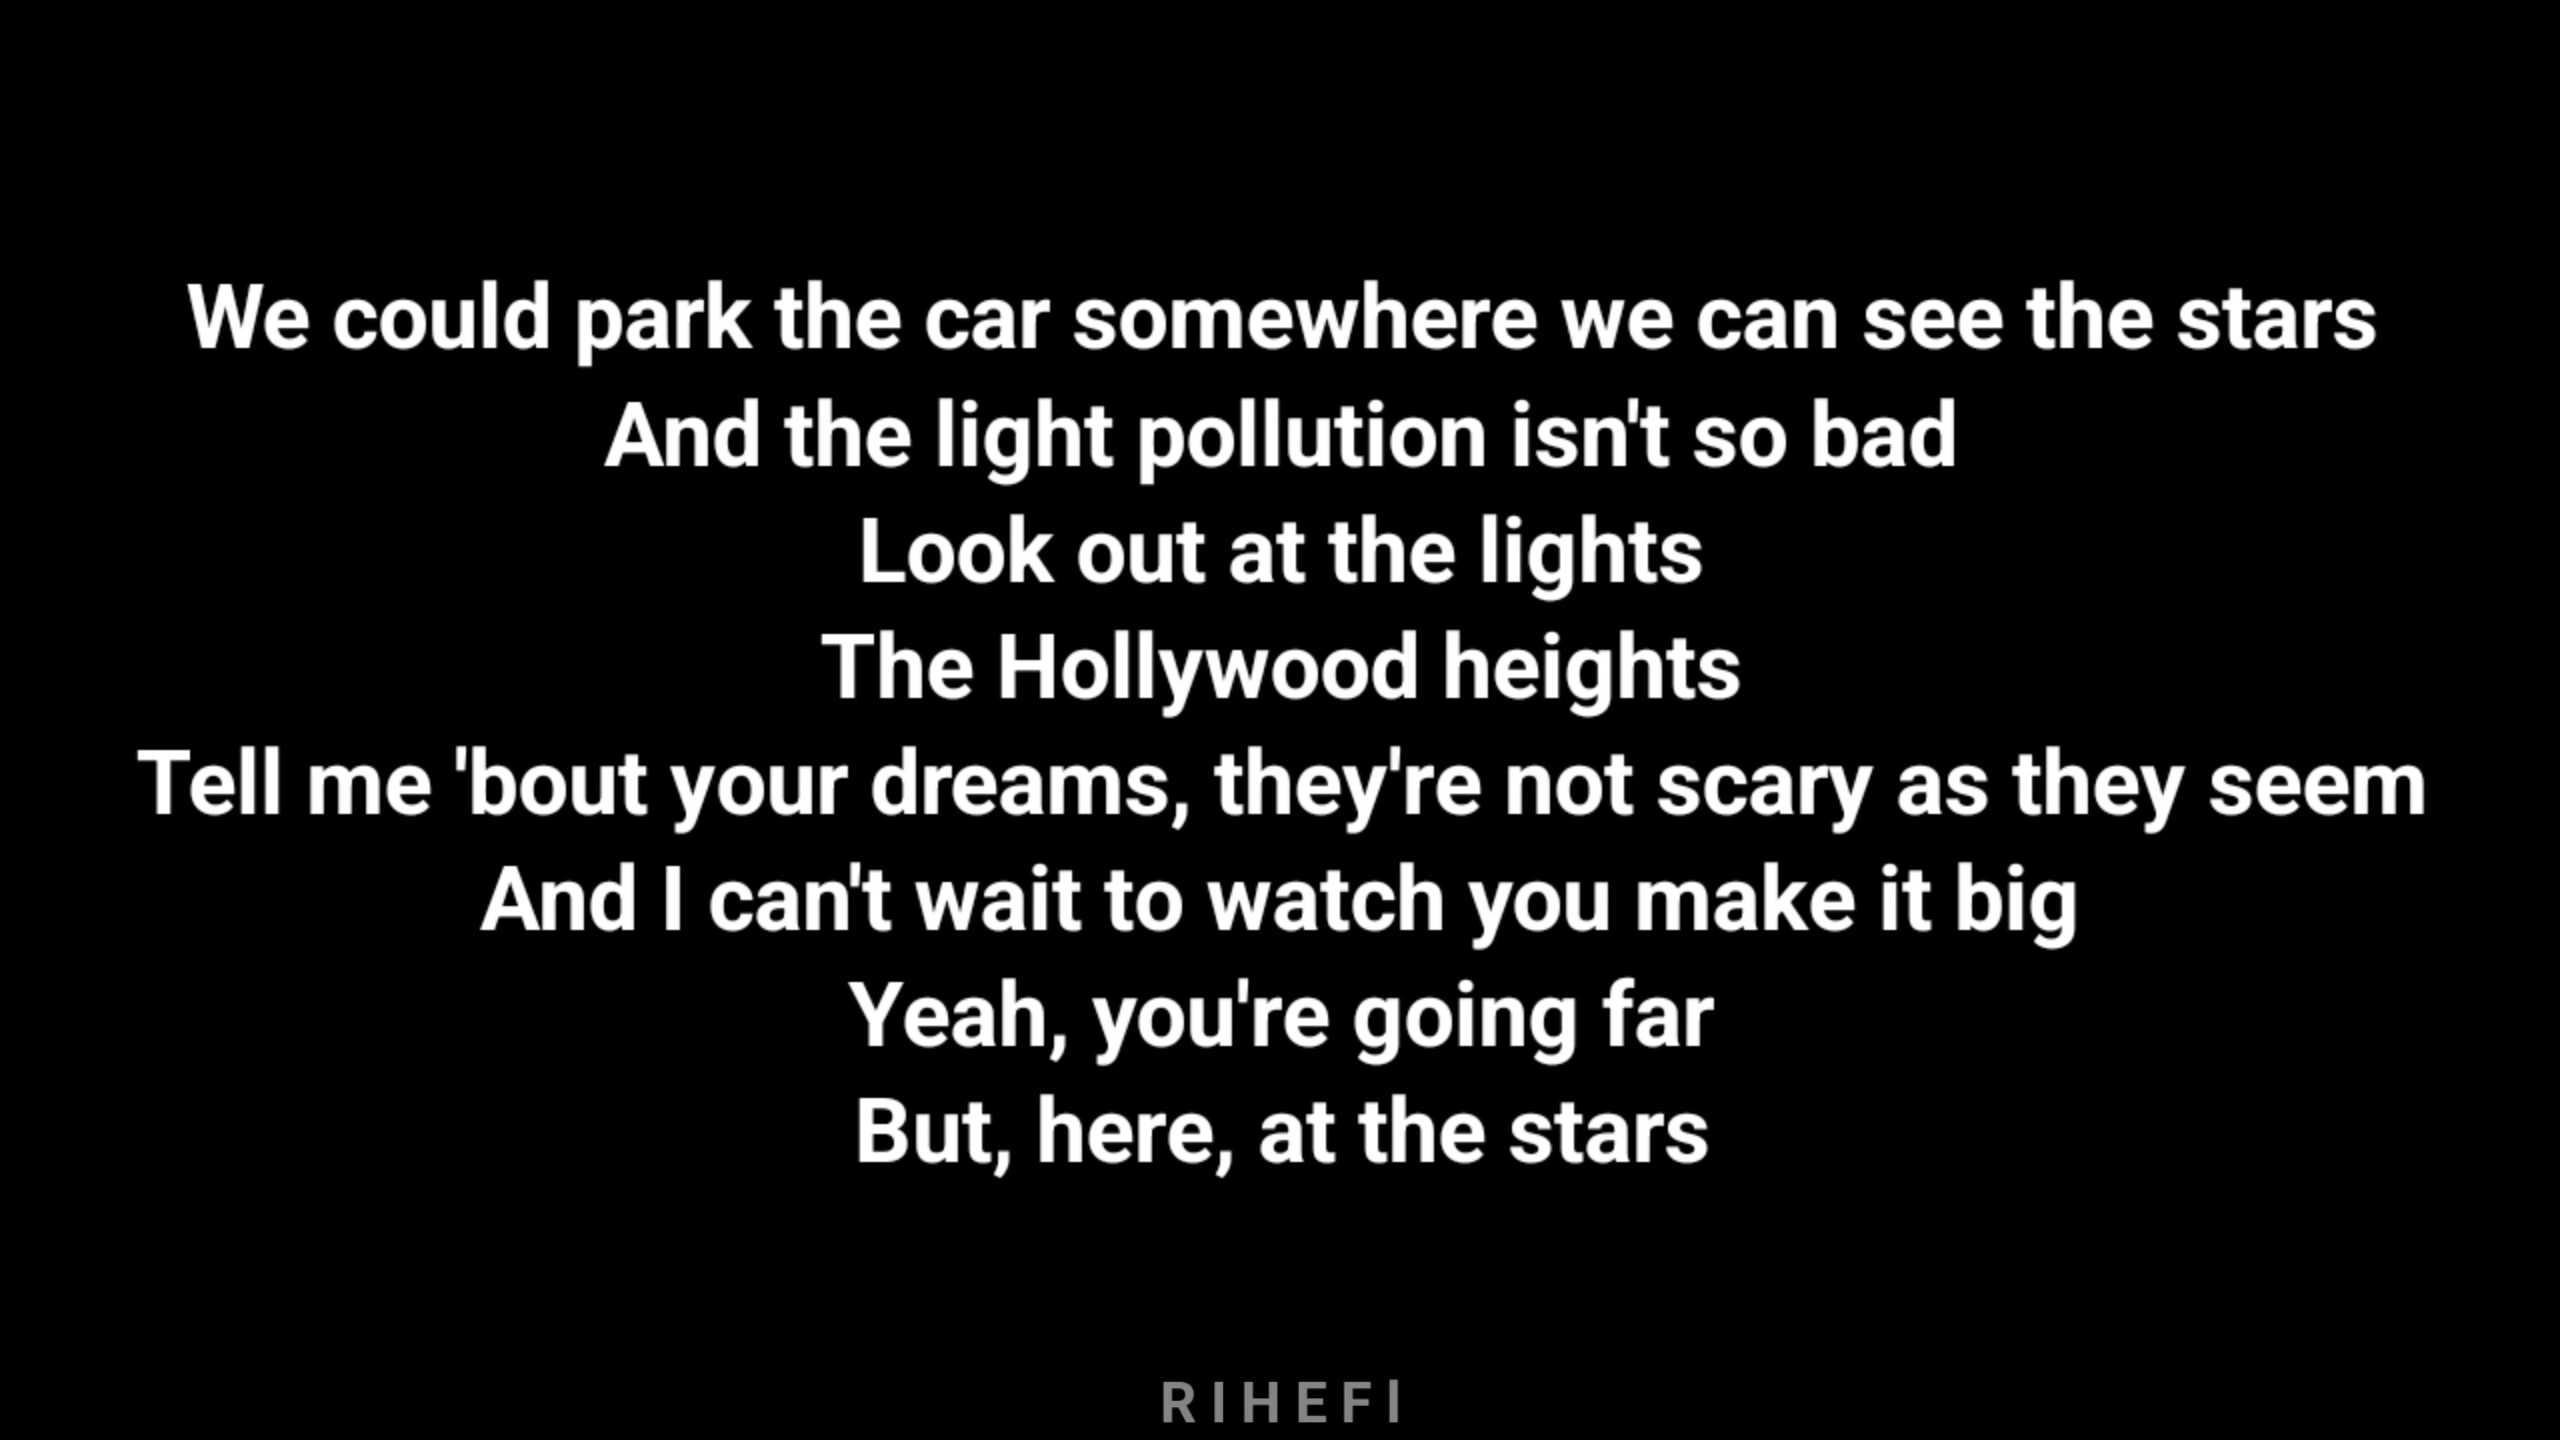 We could park the car somewhere we can see the stars
And the light pollution isn't so bad
Look out at the lights
The Hollywood heights
Tell me 'bout your dreams, they're not scary as they seem
And I can't wait to watch you make it big
Yeah, you're going far
But, here, at the stars
RIHEFI